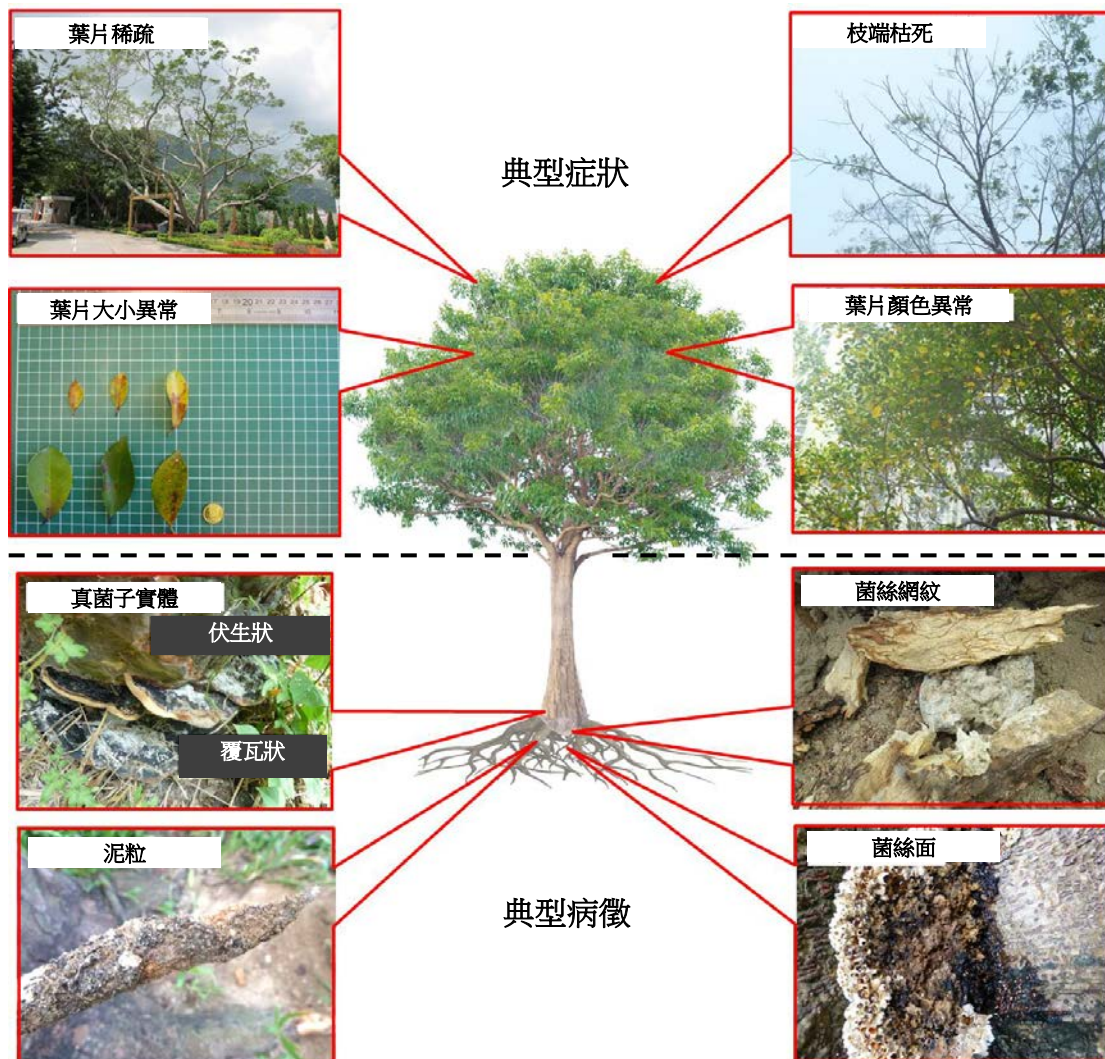 葉片稀疏
枝端枯死
典型症狀
葉片大小異常
葉片顏色異常
真菌子實體
伏生狀
覆瓦狀
菌絲網紋
泥粒
菌絲面
典型病徵